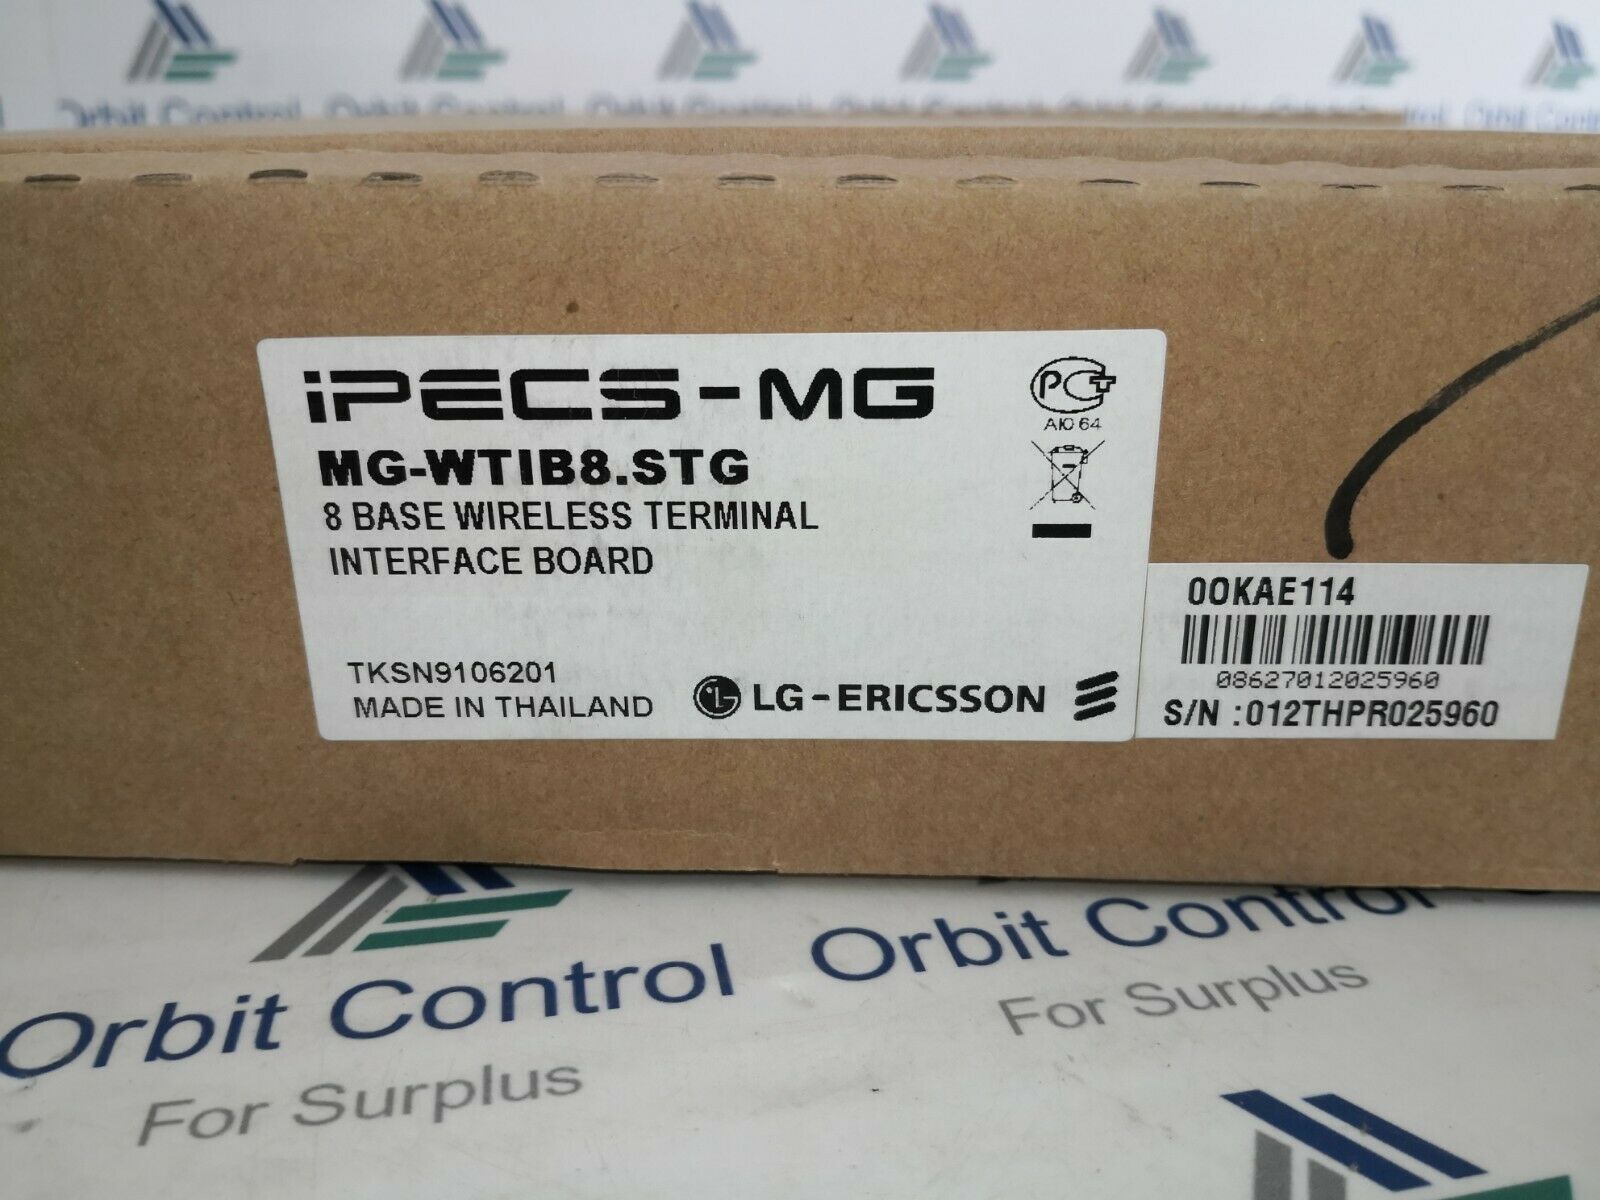 Orbit Control Orbit Control Orbit Control Orbit Control Orbit Control Orbit
iPECS-MG
MG-WTIB8.STG
8 BASE WIRELESS TERMINAL
INTERFACE BOARD
TKSN9106201
MADE IN THAILAND
LG-ERICSSON
PCT
АЮ 64
00KAE114
08627012025960
S/N :012THPR025960
Orbit Control
For Surplus
Orbit Control
For Surplus